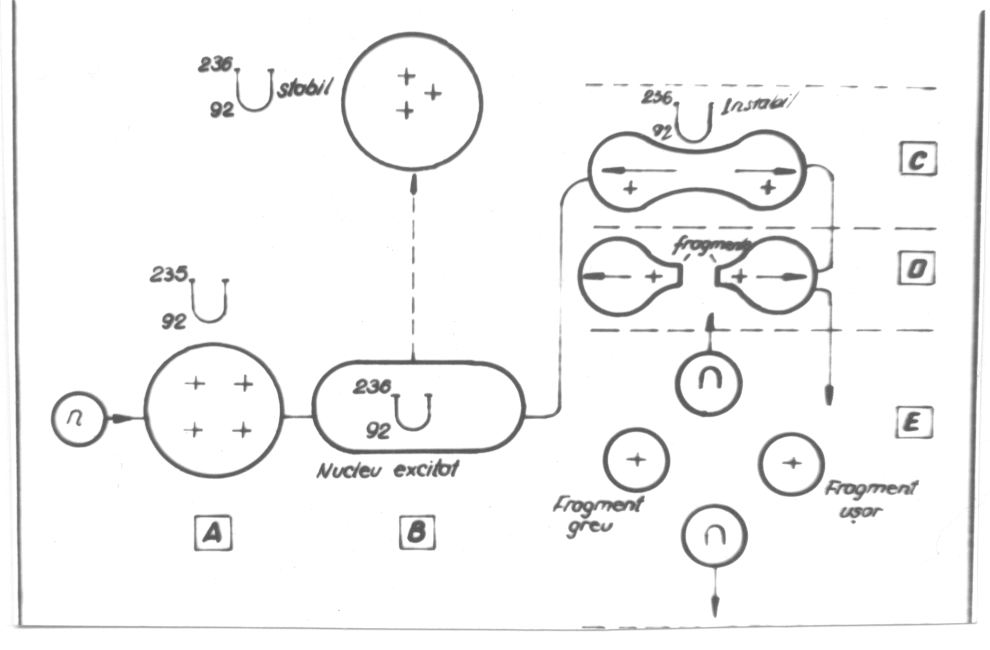 236
92
U stabil
236
92
U Instabil
C
fragmente
D
235
92
U
n
236
92
U
Nucleu excitat
n
E
Fragment
greu
Fragment
ușor
n
A
B